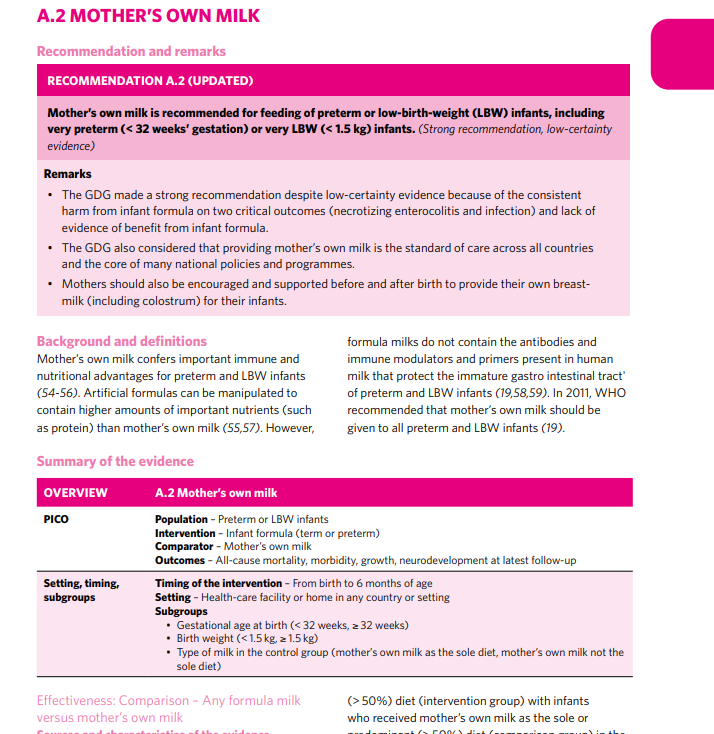 A.2 MOTHER'S OWN MILK
Recommendation and remarks
RECOMMENDATION A.2 (UPDATED)
Mother's own milk is recommended for feeding of preterm or low-birth-weight (LBW) infants, including
very preterm (< 32 weeks' gestation) or very LBW (< 1.5 kg) infants. (Strong recommendation, low-certainty
evidence)
Remarks
• The GDG made a strong recommendation despite low-certainty evidence because of the consistent
harm from infant formula on two critical outcomes (necrotizing enterocolitis and infection) and lack of
evidence of benefit from infant formula.
• The GDG also considered that providing mother's own milk is the standard of care across all countries
and the core of many national policies and programmes.
• Mothers should also be encouraged and supported before and after birth to provide their own breast-
milk (including colostrum) for their infants.
Background and definitions
Mother's own milk confers important immune and
nutritional advantages for preterm and LBW infants
(54-56). Artificial formulas can be manipulated to
contain higher amounts of important nutrients (such
as protein) than mother's own milk (55,57). However,
formula milks do not contain the antibodies and
immune modulators and primers present in human
milk that protect the immature gastro intestinal tract'
of preterm and LBW infants (19,58,59). In 2011, WHO
recommended that mother's own milk should be
given to all preterm and LBW infants (19).
Summary of the evidence
OVERVIEW A.2 Mother's own milk
PICO Population – Preterm or LBW infants
Intervention – Infant formula (term or preterm)
Comparator – Mother's own milk
Outcomes – All-cause mortality, morbidity, growth, neurodevelopment at latest follow-up
Setting, timing, Timing of the intervention – From birth to 6 months of age
subgroups Setting – Health-care facility or home in any country or setting
Subgroups
• Gestational age at birth (< 32 weeks, ≥ 32 weeks)
• Birth weight (< 1.5 kg, ≥ 1.5 kg)
• Type of milk in the control group (mother's own milk as the sole diet, mother's own milk not the
sole diet)
Effectiveness: Comparison – Any formula milk
versus mother's own milk
Sources and characteristics of the evidence
(> 50%) diet (intervention group) with infants
who received mother's own milk as the sole or
predominant (> 50%) diet (comparison group) in the